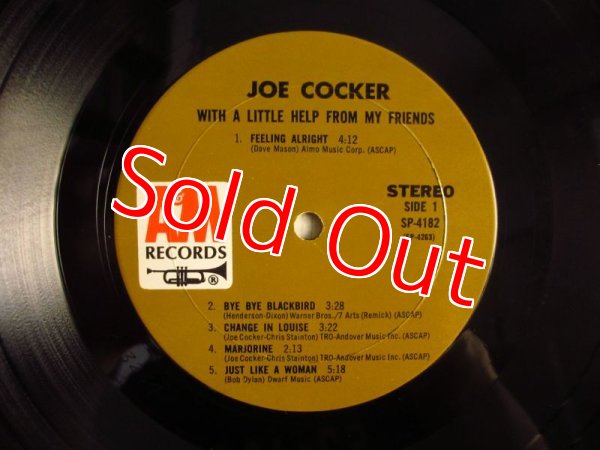 JOE COCKER
WITH A LITTLE HELP FROM MY FRIENDS
1. FEELING ALRIGHT 4:12
(Dave Mason) Almo Music Corp. (ASCAP)
Sold Out
STEREO
SIDE 1
SP-4182
(SP-4263)
RECORDS
®
2. BYE BYE BLACKBIRD 3:28
(Henderson-Dixon) Warner Bros./7 Arts (Remick) (ASCAP)
3. CHANGE IN LOUISE 3:22
(Joe Cocker-Chris Stainton) TRO-Andover Music Inc. (ASCAP)
4. MARJORINE 2:13
(Joe Cocker-Chris Stainton) TRO-Andover Music Inc. (ASCAP)
5. JUST LIKE A WOMAN 5:18
(Bob Dylan) Dwarf Music (ASCAP)